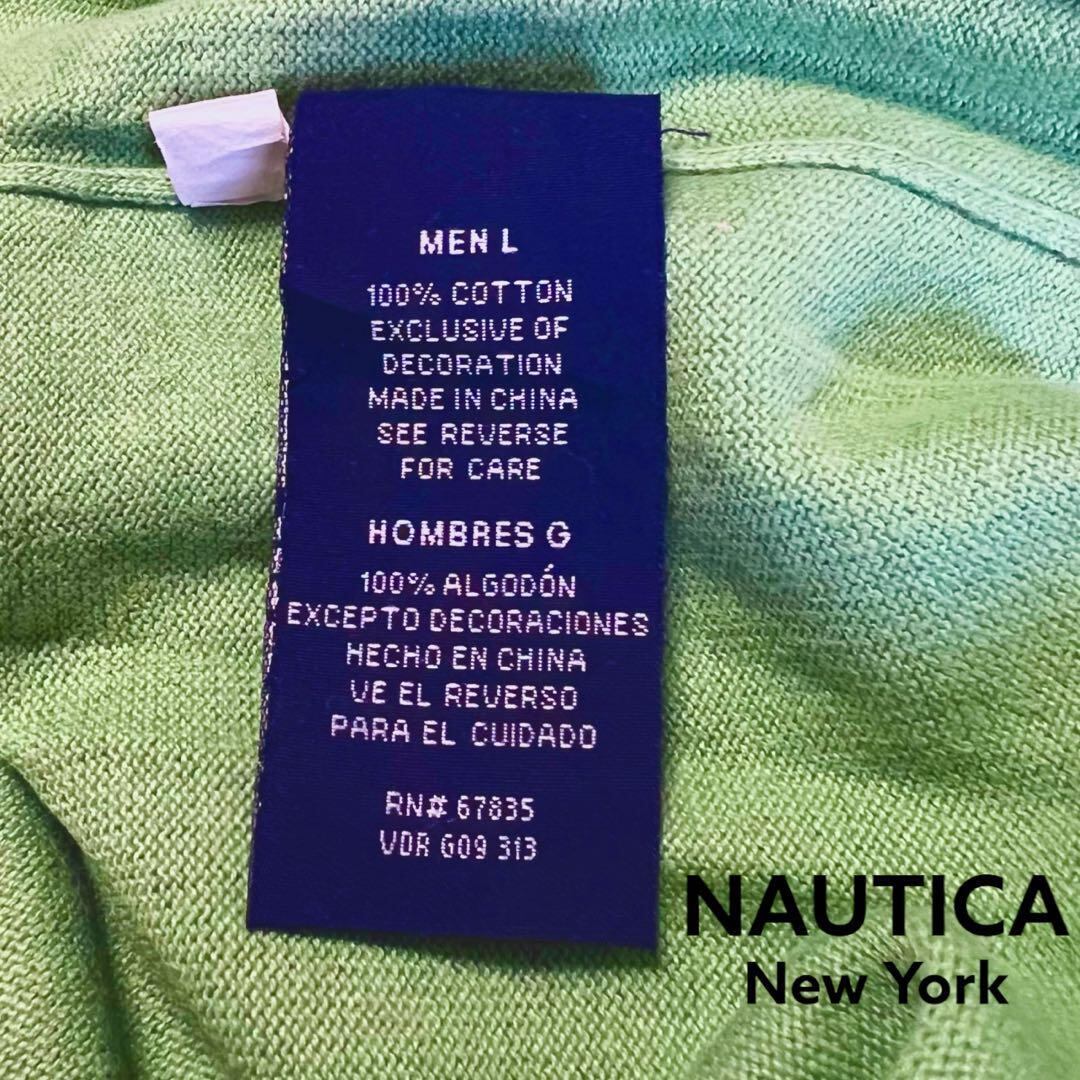 MEN L
100% COTTON
EXCLUSIVE OF
DECORATION
MADE IN CHINA
SEE REVERSE
FOR CARE
HOMBRES G
100% ALGODÓN
EXCEPTO DECORACIONES
HECHO EN CHINA
VE EL REVERSO
PARA EL CUIDADO
RN# 67835
VDR G09 313
NAUTICA
New York